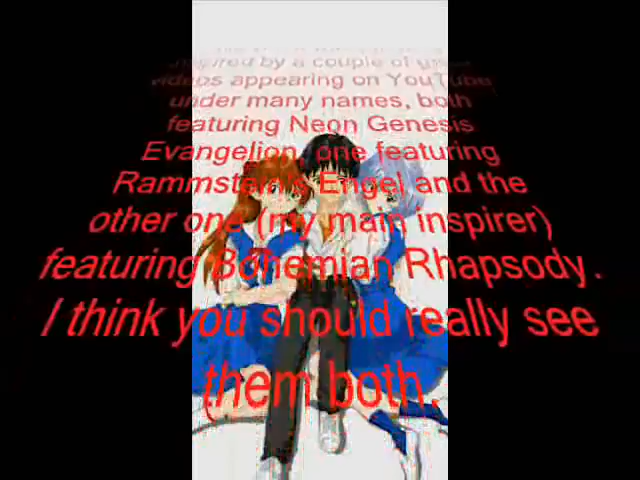 inspired by a couple of great
videos appearing on YouTube
under many names, both
featuring Neon Genesis
Evangelion, one featuring
Rammstein's Engel and the
other one (my main inspirer)
featuring Bohemian Rhapsody.
I think you should really see
them both.